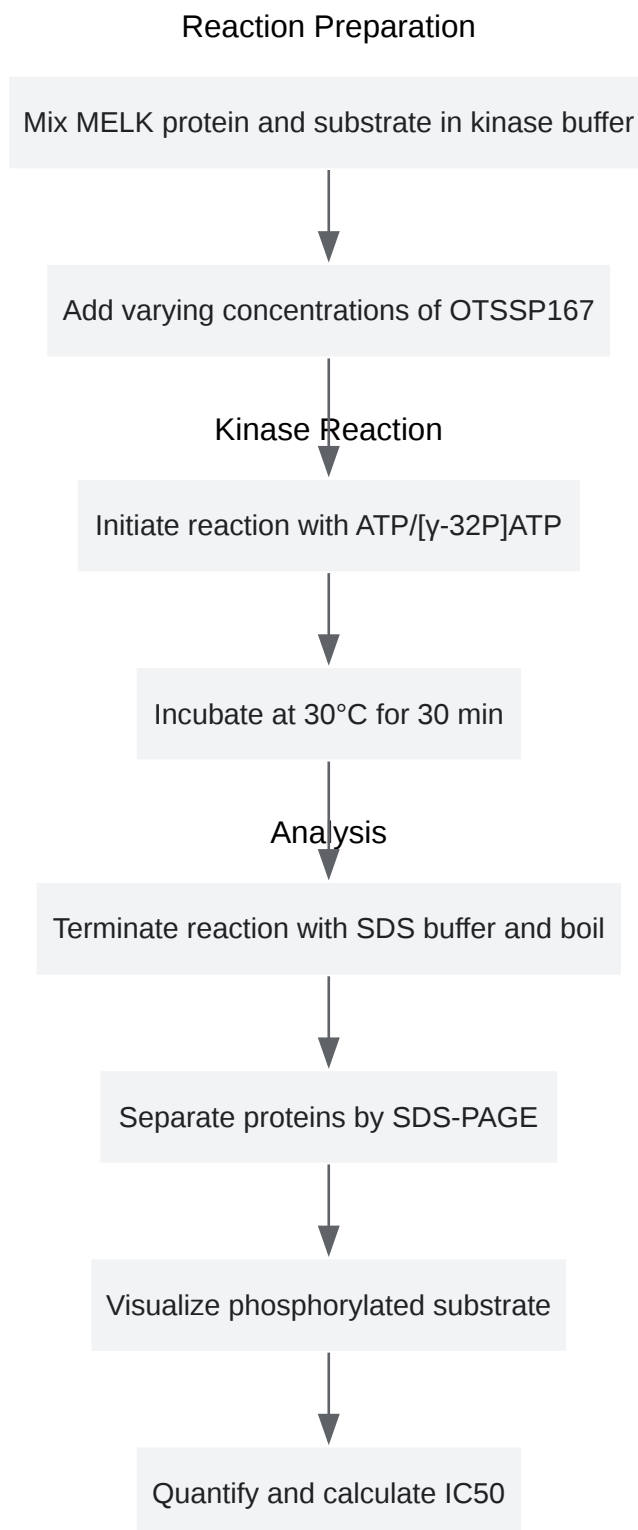 Reaction Preparation
Mix MELK protein and substrate in kinase buffer
Add varying concentrations of OTSSP167
Kinase Reaction
Initiate reaction with ATP/[γ-32P]ATP
Incubate at 30°C for 30 min
Analysis
Terminate reaction with SDS buffer and boil
Separate proteins by SDS-PAGE
Visualize phosphorylated substrate
Quantify and calculate IC50